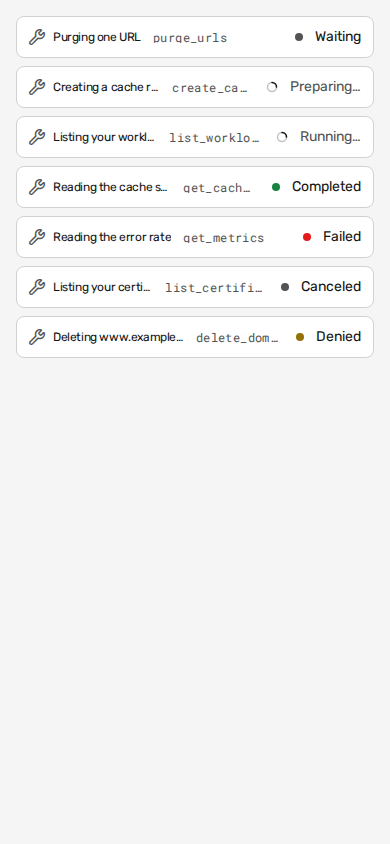 Purging one URL purge_urls Waiting
Creating a cache r… create_ca… Preparing…
Listing your workl… list_worklo… Running…
Reading the cache s… get_cach… Completed
Reading the error rate get_metrics Failed
Listing your certi… list_certifi… Canceled
Deleting www.example… delete_dom… Denied